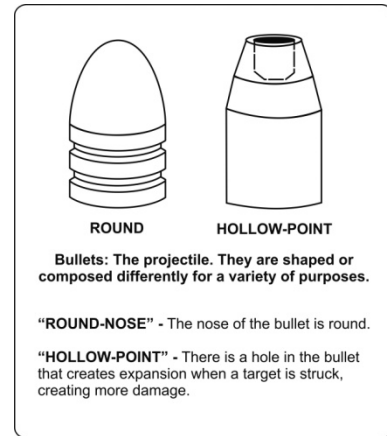 ROUND HOLLOW-POINT
Bullets: The projectile. They are shaped or
composed differently for a variety of purposes.
“ROUND-NOSE” - The nose of the bullet is round.
“HOLLOW-POINT” - There is a hole in the bullet
that creates expansion when a target is struck,
creating more damage.